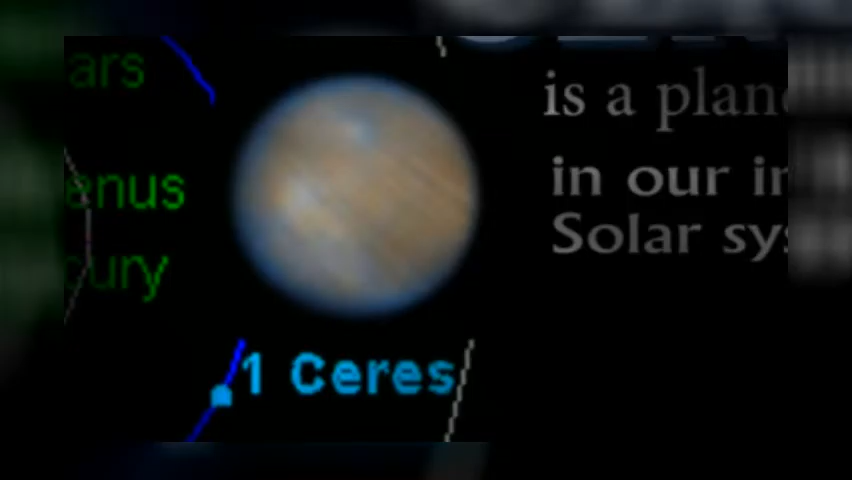 ars
enus
cury
1 Ceres
is a plan
in our in
Solar sys